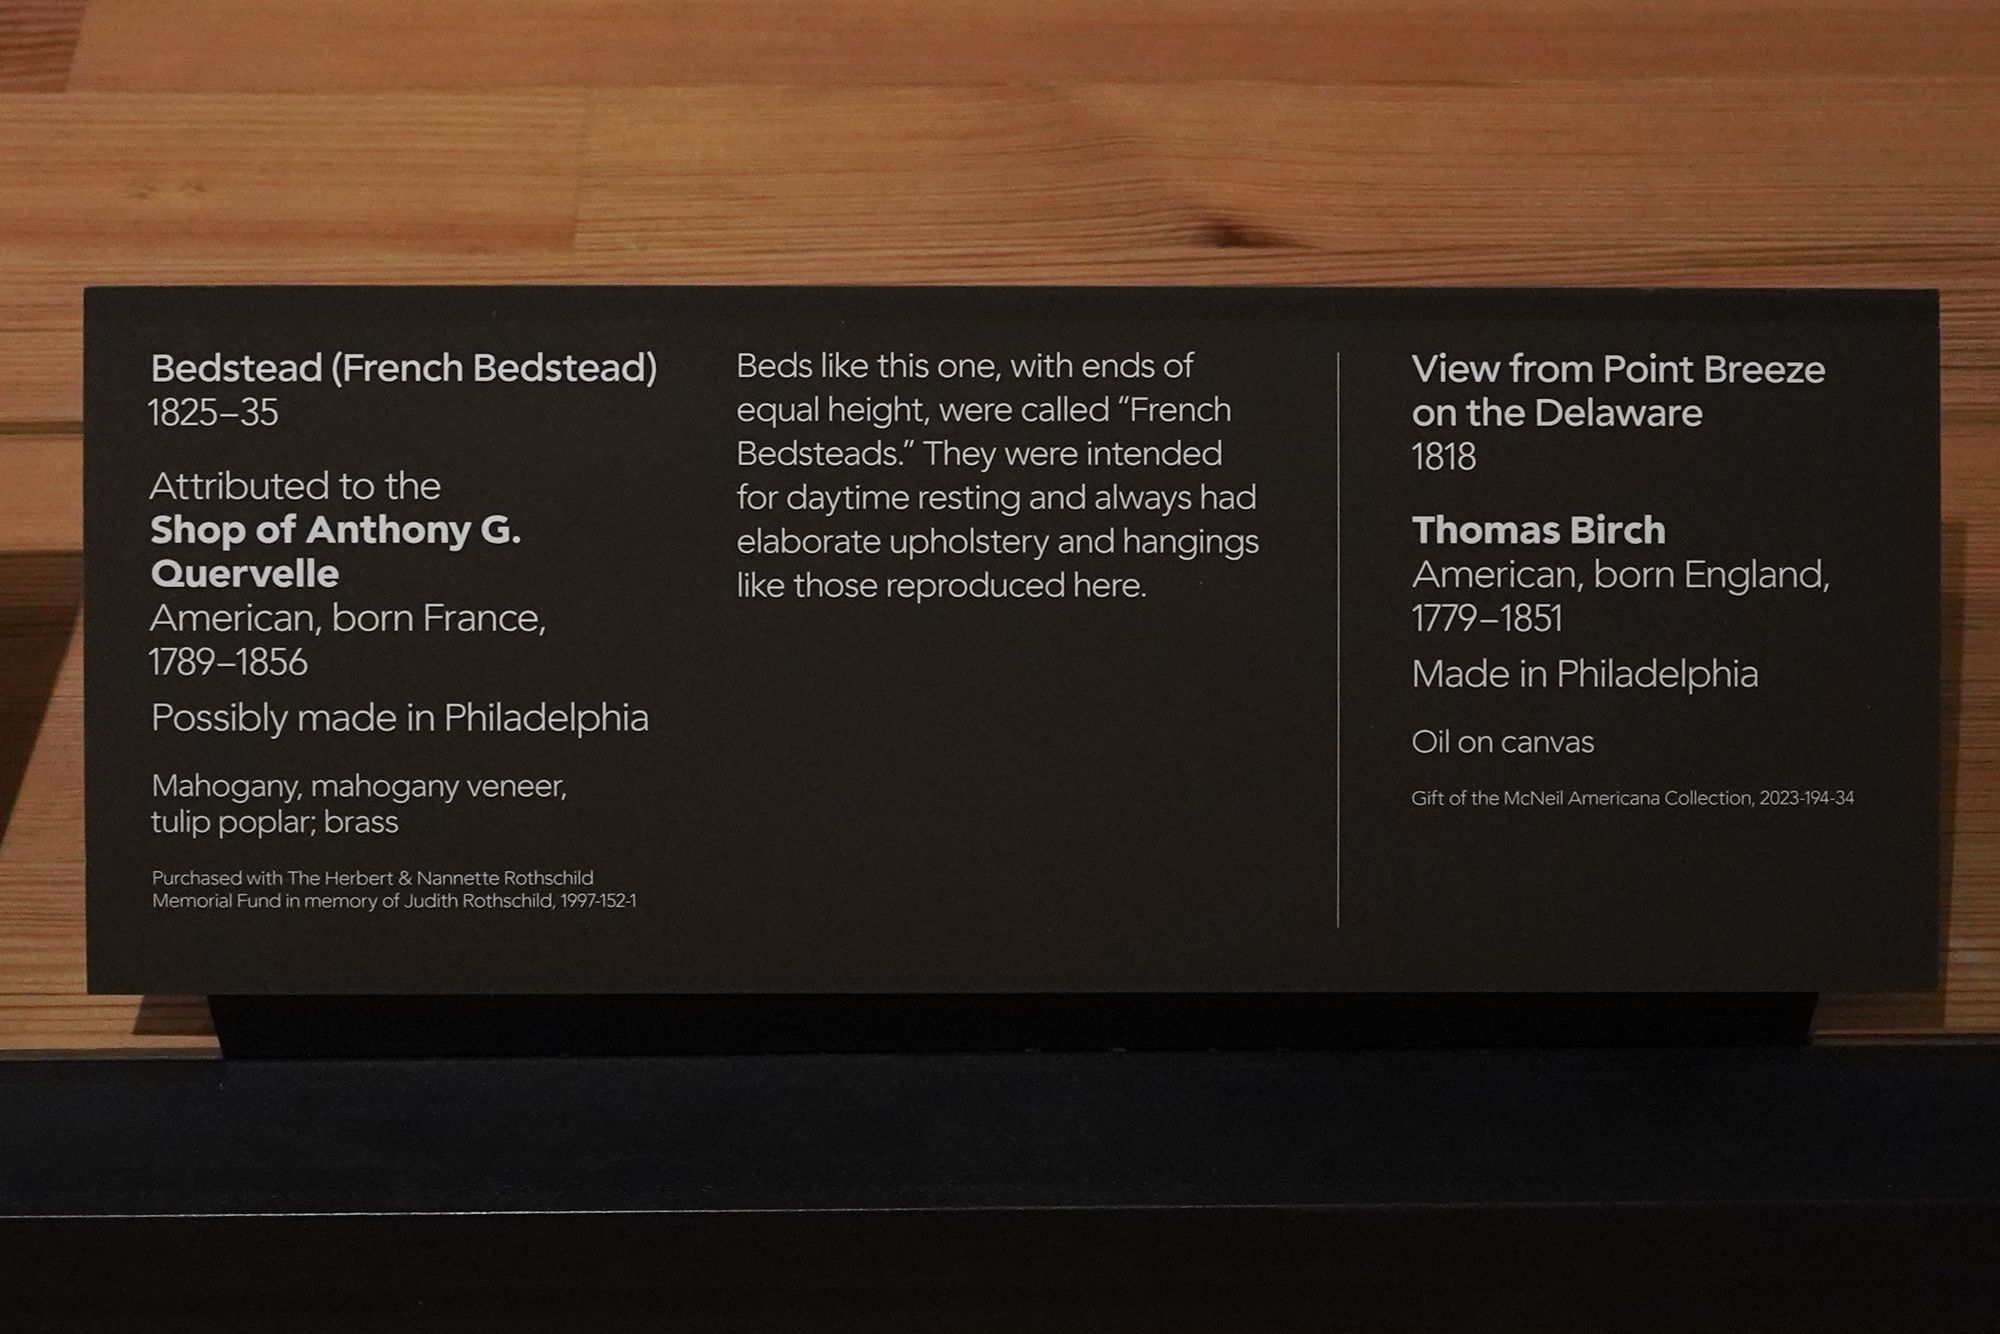 Bedstead (French Bedstead)
1825–35
Attributed to the
Shop of Anthony G.
Quervelle
American, born France,
1789–1856
Possibly made in Philadelphia
Mahogany, mahogany veneer,
tulip poplar; brass
Purchased with The Herbert & Nannette Rothschild
Memorial Fund in memory of Judith Rothschild, 1997-152-1
Beds like this one, with ends of
equal height, were called “French
Bedsteads.” They were intended
for daytime resting and always had
elaborate upholstery and hangings
like those reproduced here.
View from Point Breeze
on the Delaware
1818
Thomas Birch
American, born England,
1779–1851
Made in Philadelphia
Oil on canvas
Gift of the McNeil Americana Collection, 2023-194-34